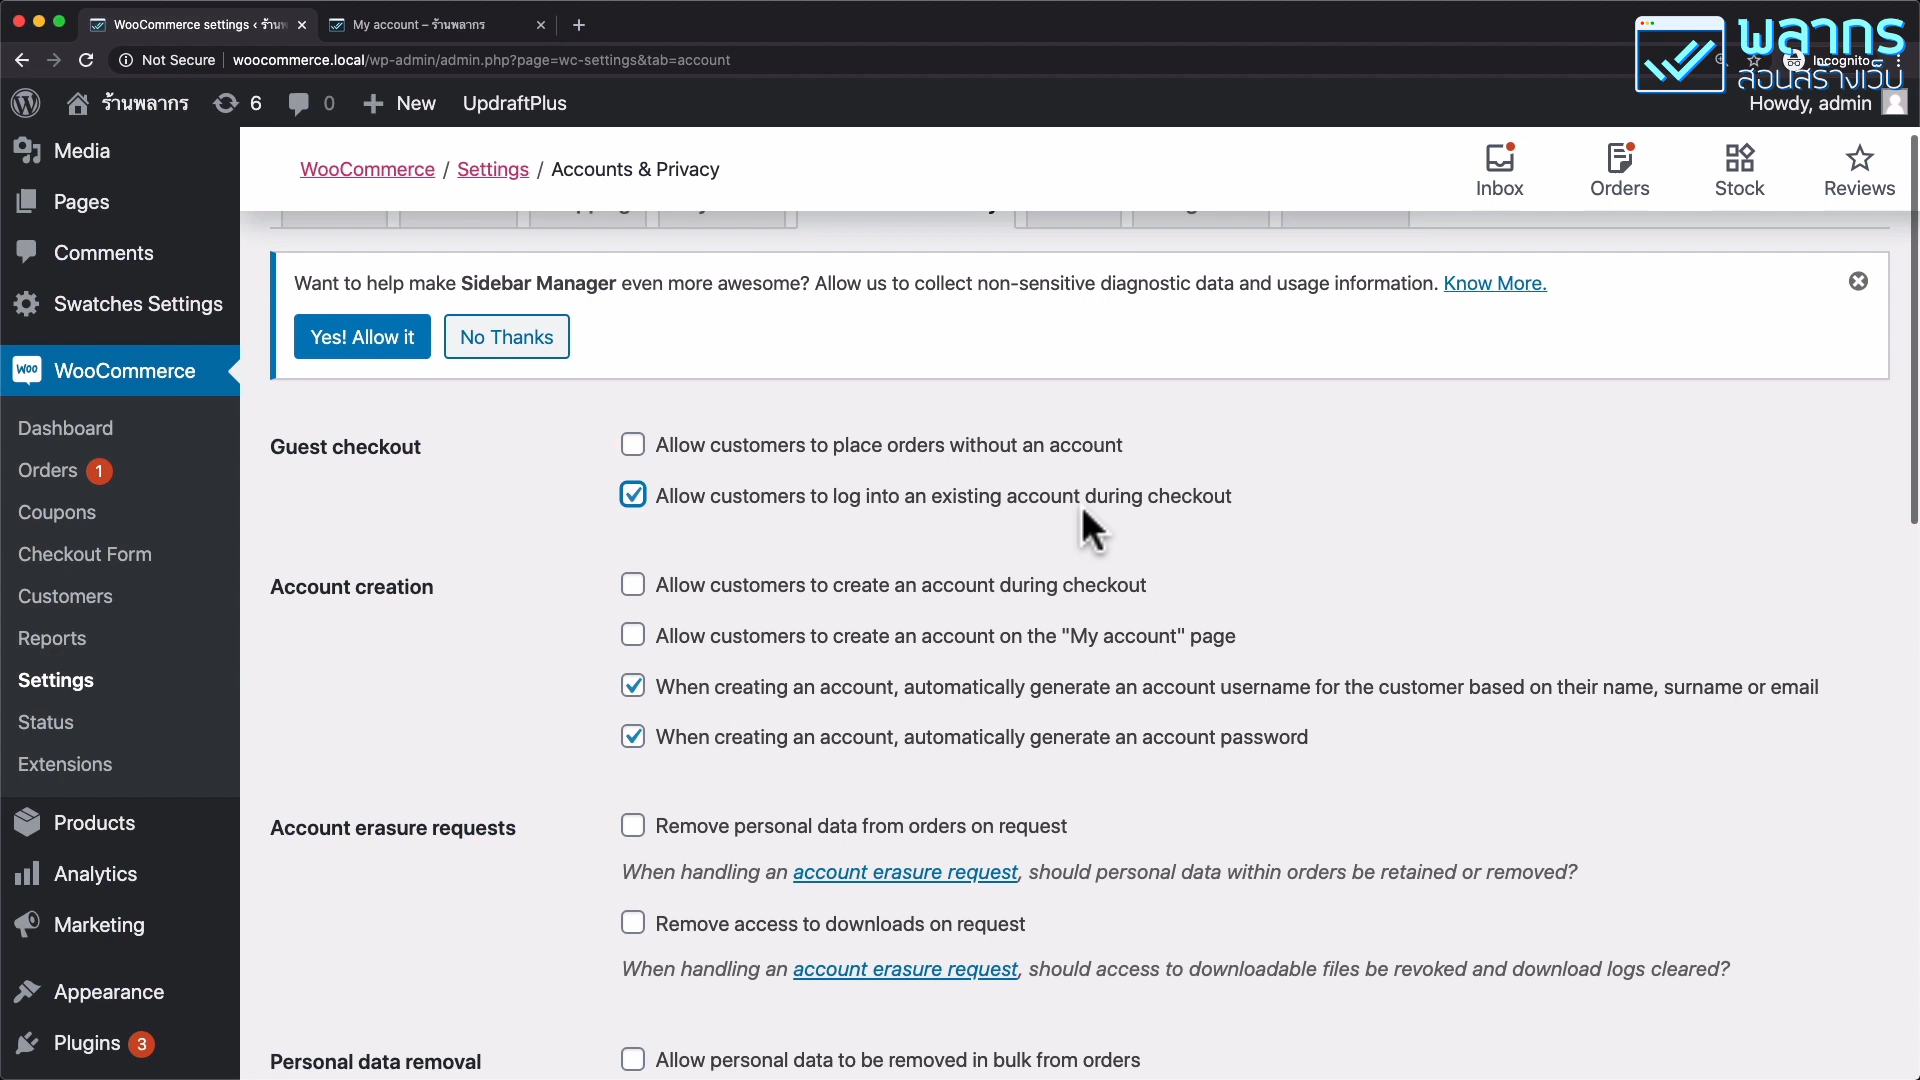 WooCommerce settings ‹ ร้านพ
My account – ร้านพลากร
Not Secure
woocommerce.local/wp-admin/admin.php?page=wc-settings&tab=account
Incognito
พลากร
สอนสร้างเว็บ
ร้านพลากร
6
0
New
UpdraftPlus
Howdy, admin
Media
Pages
Comments
Swatches Settings
Woo
WooCommerce
Dashboard
Orders 1
Coupons
Checkout Form
Customers
Reports
Settings
Status
Extensions
Products
Analytics
Marketing
Appearance
Plugins 3
WooCommerce / Settings / Accounts & Privacy
Inbox
Orders
Stock
Reviews
Want to help make Sidebar Manager even more awesome? Allow us to collect non-sensitive diagnostic data and usage information. Know More.
Yes! Allow it
No Thanks
Guest checkout
Allow customers to place orders without an account
Allow customers to log into an existing account during checkout
Account creation
Allow customers to create an account during checkout
Allow customers to create an account on the "My account" page
When creating an account, automatically generate an account username for the customer based on their name, surname or email
When creating an account, automatically generate an account password
Account erasure requests
Remove personal data from orders on request
When handling an account erasure request, should personal data within orders be retained or removed?
Remove access to downloads on request
When handling an account erasure request, should access to downloadable files be revoked and download logs cleared?
Personal data removal
Allow personal data to be removed in bulk from orders